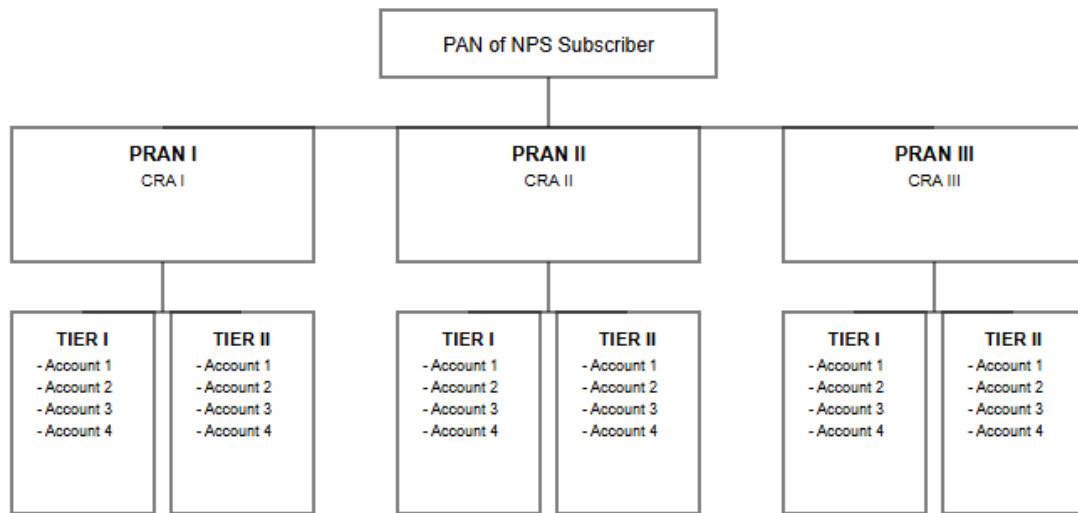 PAN of NPS Subscriber
PRAN I
CRA I
PRAN II
CRA II
PRAN III
CRA III
TIER I
- Account 1
- Account 2
- Account 3
- Account 4
TIER II
- Account 1
- Account 2
- Account 3
- Account 4
TIER I
- Account 1
- Account 2
- Account 3
- Account 4
TIER II
- Account 1
- Account 2
- Account 3
- Account 4
TIER I
- Account 1
- Account 2
- Account 3
- Account 4
TIER II
- Account 1
- Account 2
- Account 3
- Account 4